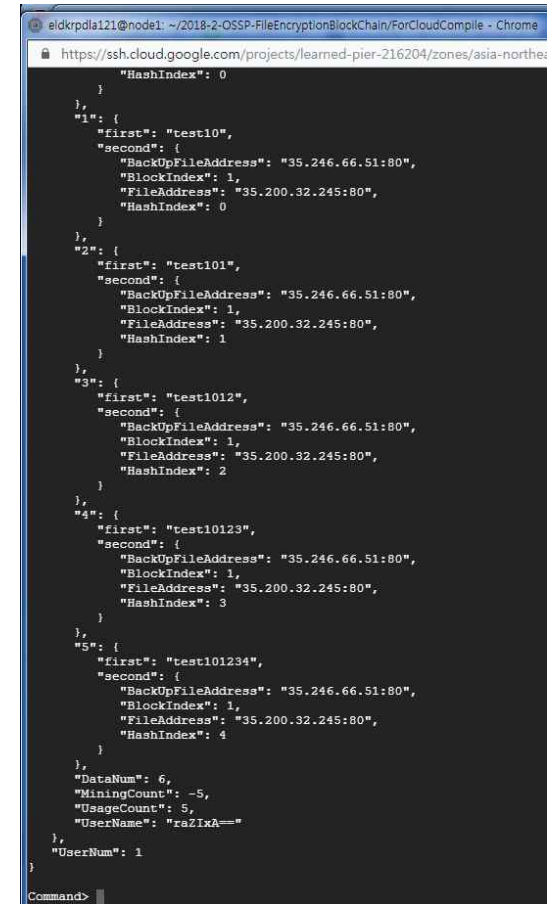 eldkrpdla121@node1: ~/2018-2-OSSP-FileEncryptionBlockChain/ForCloudCompile - Chrome
https://ssh.cloud.google.com/projects/learned-pier-216204/zones/asia-northea
"HashIndex": 0
}
},
"1": {
"first": "test10",
"second": {
"BackUpFileAddress": "35.246.66.51:80",
"BlockIndex": 1,
"FileAddress": "35.200.32.245:80",
"HashIndex": 0
}
},
"2": {
"first": "test101",
"second": {
"BackUpFileAddress": "35.246.66.51:80",
"BlockIndex": 1,
"FileAddress": "35.200.32.245:80",
"HashIndex": 1
}
},
"3": {
"first": "test1012",
"second": {
"BackUpFileAddress": "35.246.66.51:80",
"BlockIndex": 1,
"FileAddress": "35.200.32.245:80",
"HashIndex": 2
}
},
"4": {
"first": "test10123",
"second": {
"BackUpFileAddress": "35.246.66.51:80",
"BlockIndex": 1,
"FileAddress": "35.200.32.245:80",
"HashIndex": 3
}
},
"5": {
"first": "test101234",
"second": {
"BackUpFileAddress": "35.246.66.51:80",
"BlockIndex": 1,
"FileAddress": "35.200.32.245:80",
"HashIndex": 4
}
},
"DataNum": 6,
"MiningCount": -5,
"UsageCount": 5,
"UserName": "raZIxA=="
},
"UserNum": 1
}
Command>